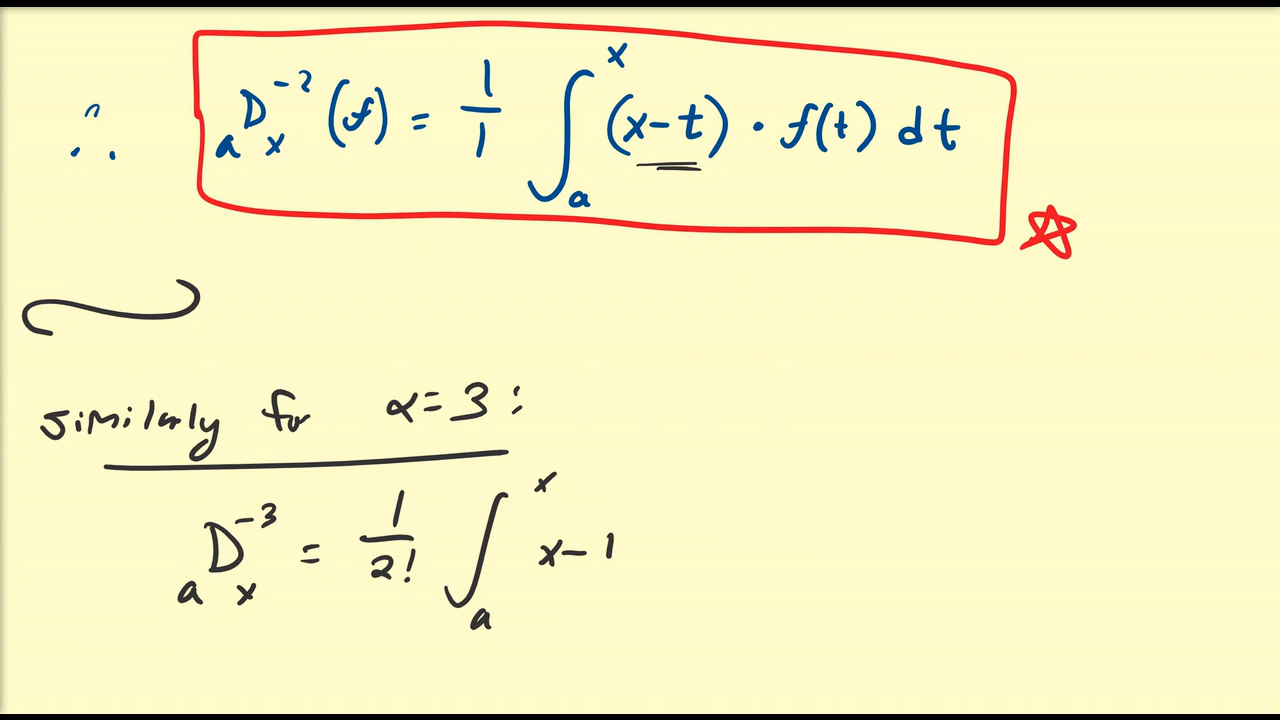 ∴ ₐDₓ⁻² (f) = 1/1 ∫ₐˣ (x-t) · f(t) dt
similarly for α=3:
ₐDₓ⁻³ = 1/2! ∫ₐˣ x-1